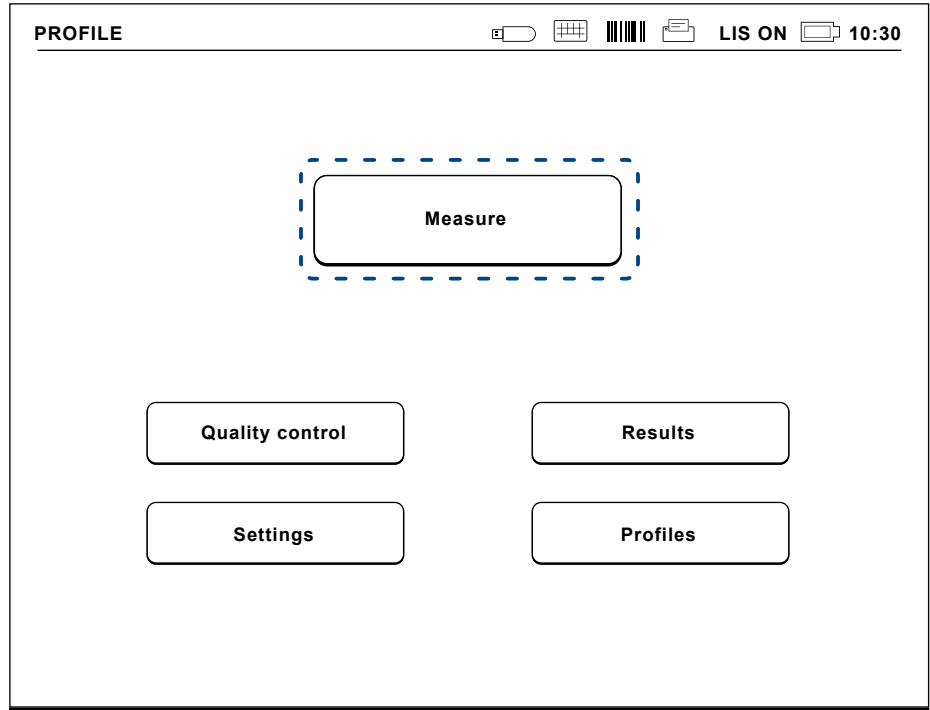 PROFILE LIS ON 10:30
Measure
Quality control Results
Settings Profiles